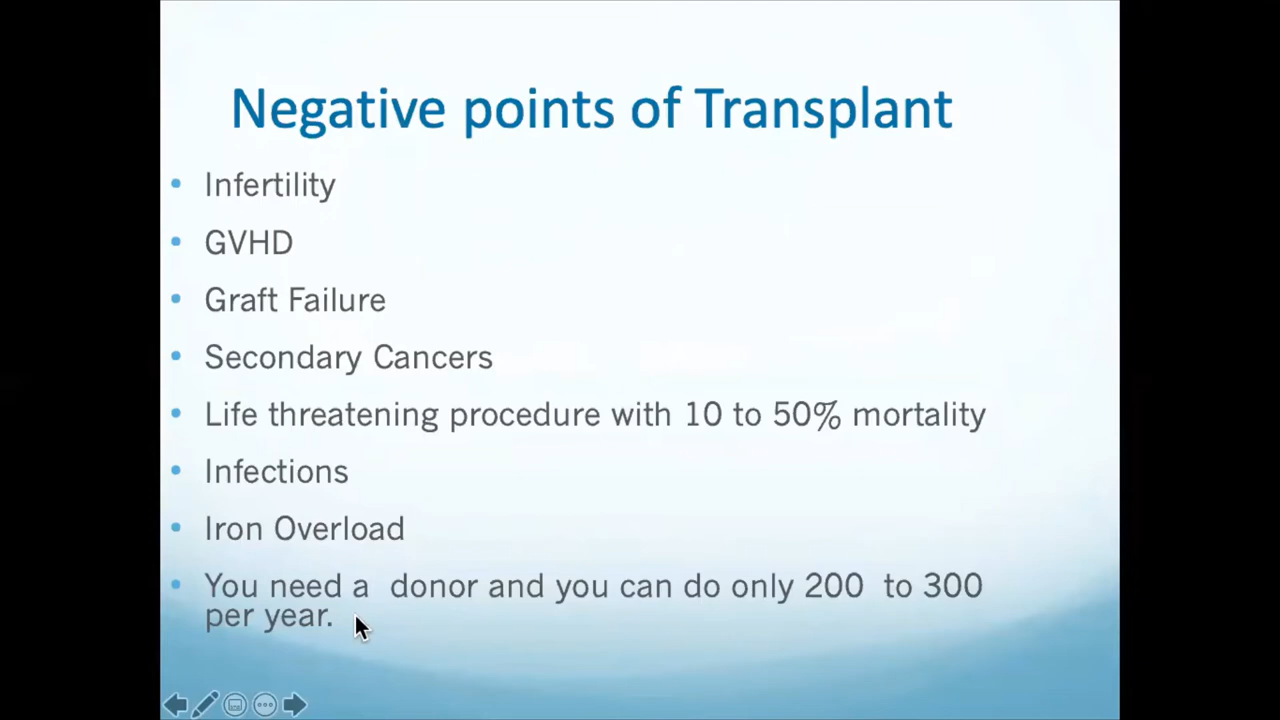 Negative points of Transplant
• Infertility
• GVHD
• Graft Failure
• Secondary Cancers
• Life threatening procedure with 10 to 50% mortality
• Infections
• Iron Overload
• You need a  donor and you can do only 200  to 300
per year.